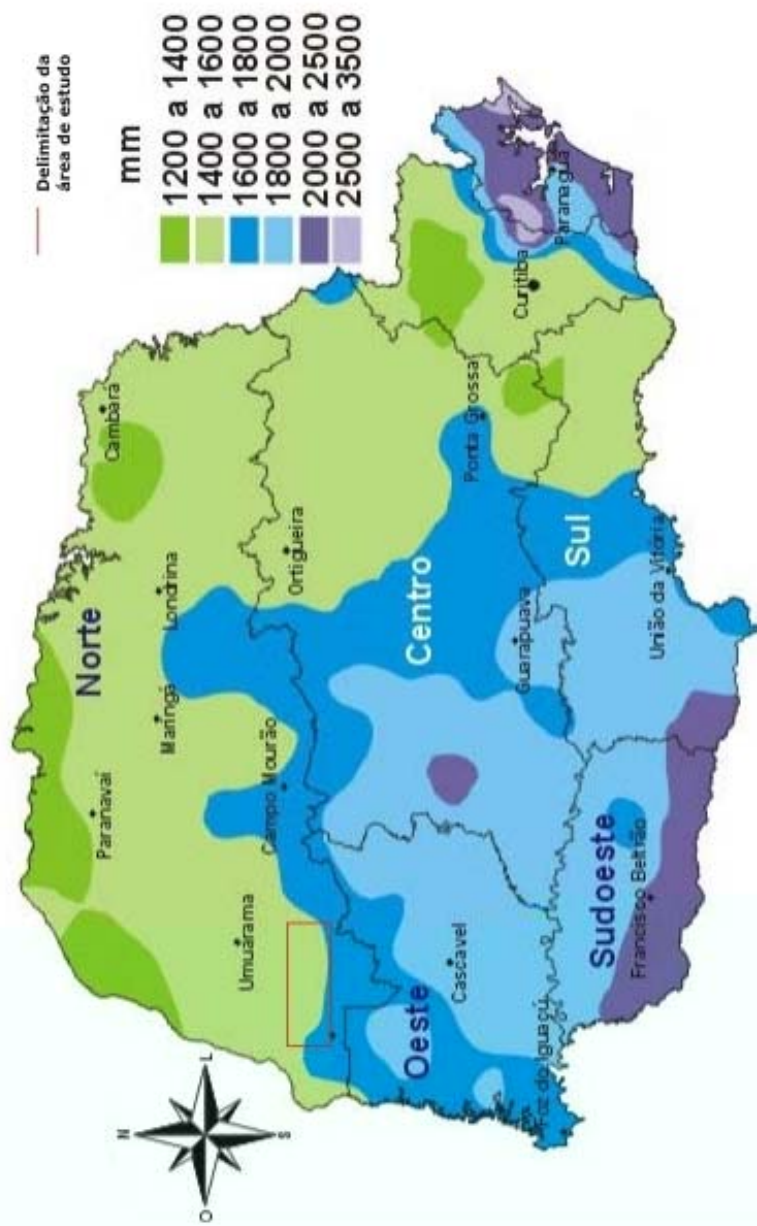 Delimitação da
área de estudo
mm
1200 a 1400
1400 a 1600
1600 a 1800
1800 a 2000
2000 a 2500
2500 a 3500
N
O
L
S
Norte
Paranavaí
Cambará
Londrina
Maringá
Umuarama
Campo Mourão
Ortigueira
Centro
Ponta Grossa
Curitiba
Paranaguá
Oeste
Cascavel
Guarapuava
Sul
Foz do Iguaçú
Sudoeste
Francisco Beltrão
União da Vitórra